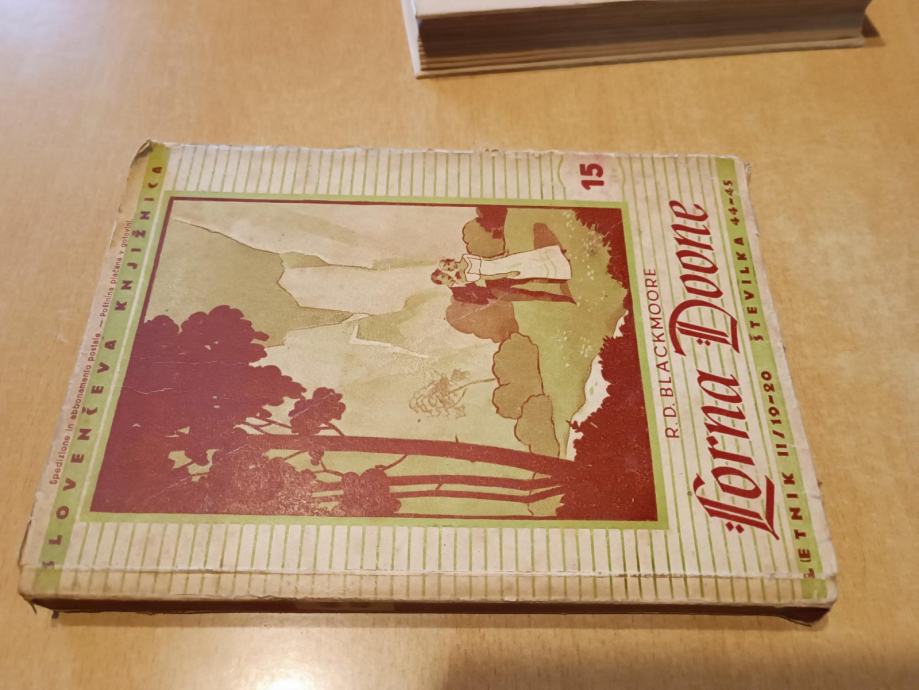 Spedizione in abbonamento postale. — Poštnina plačana v gotovini
SLOVENČEVA KNJIŽNICA
15
R. D. BLACKMOORE
Lorna Doone
LETNIK II/19-20 ŠTEVILKA 44-45